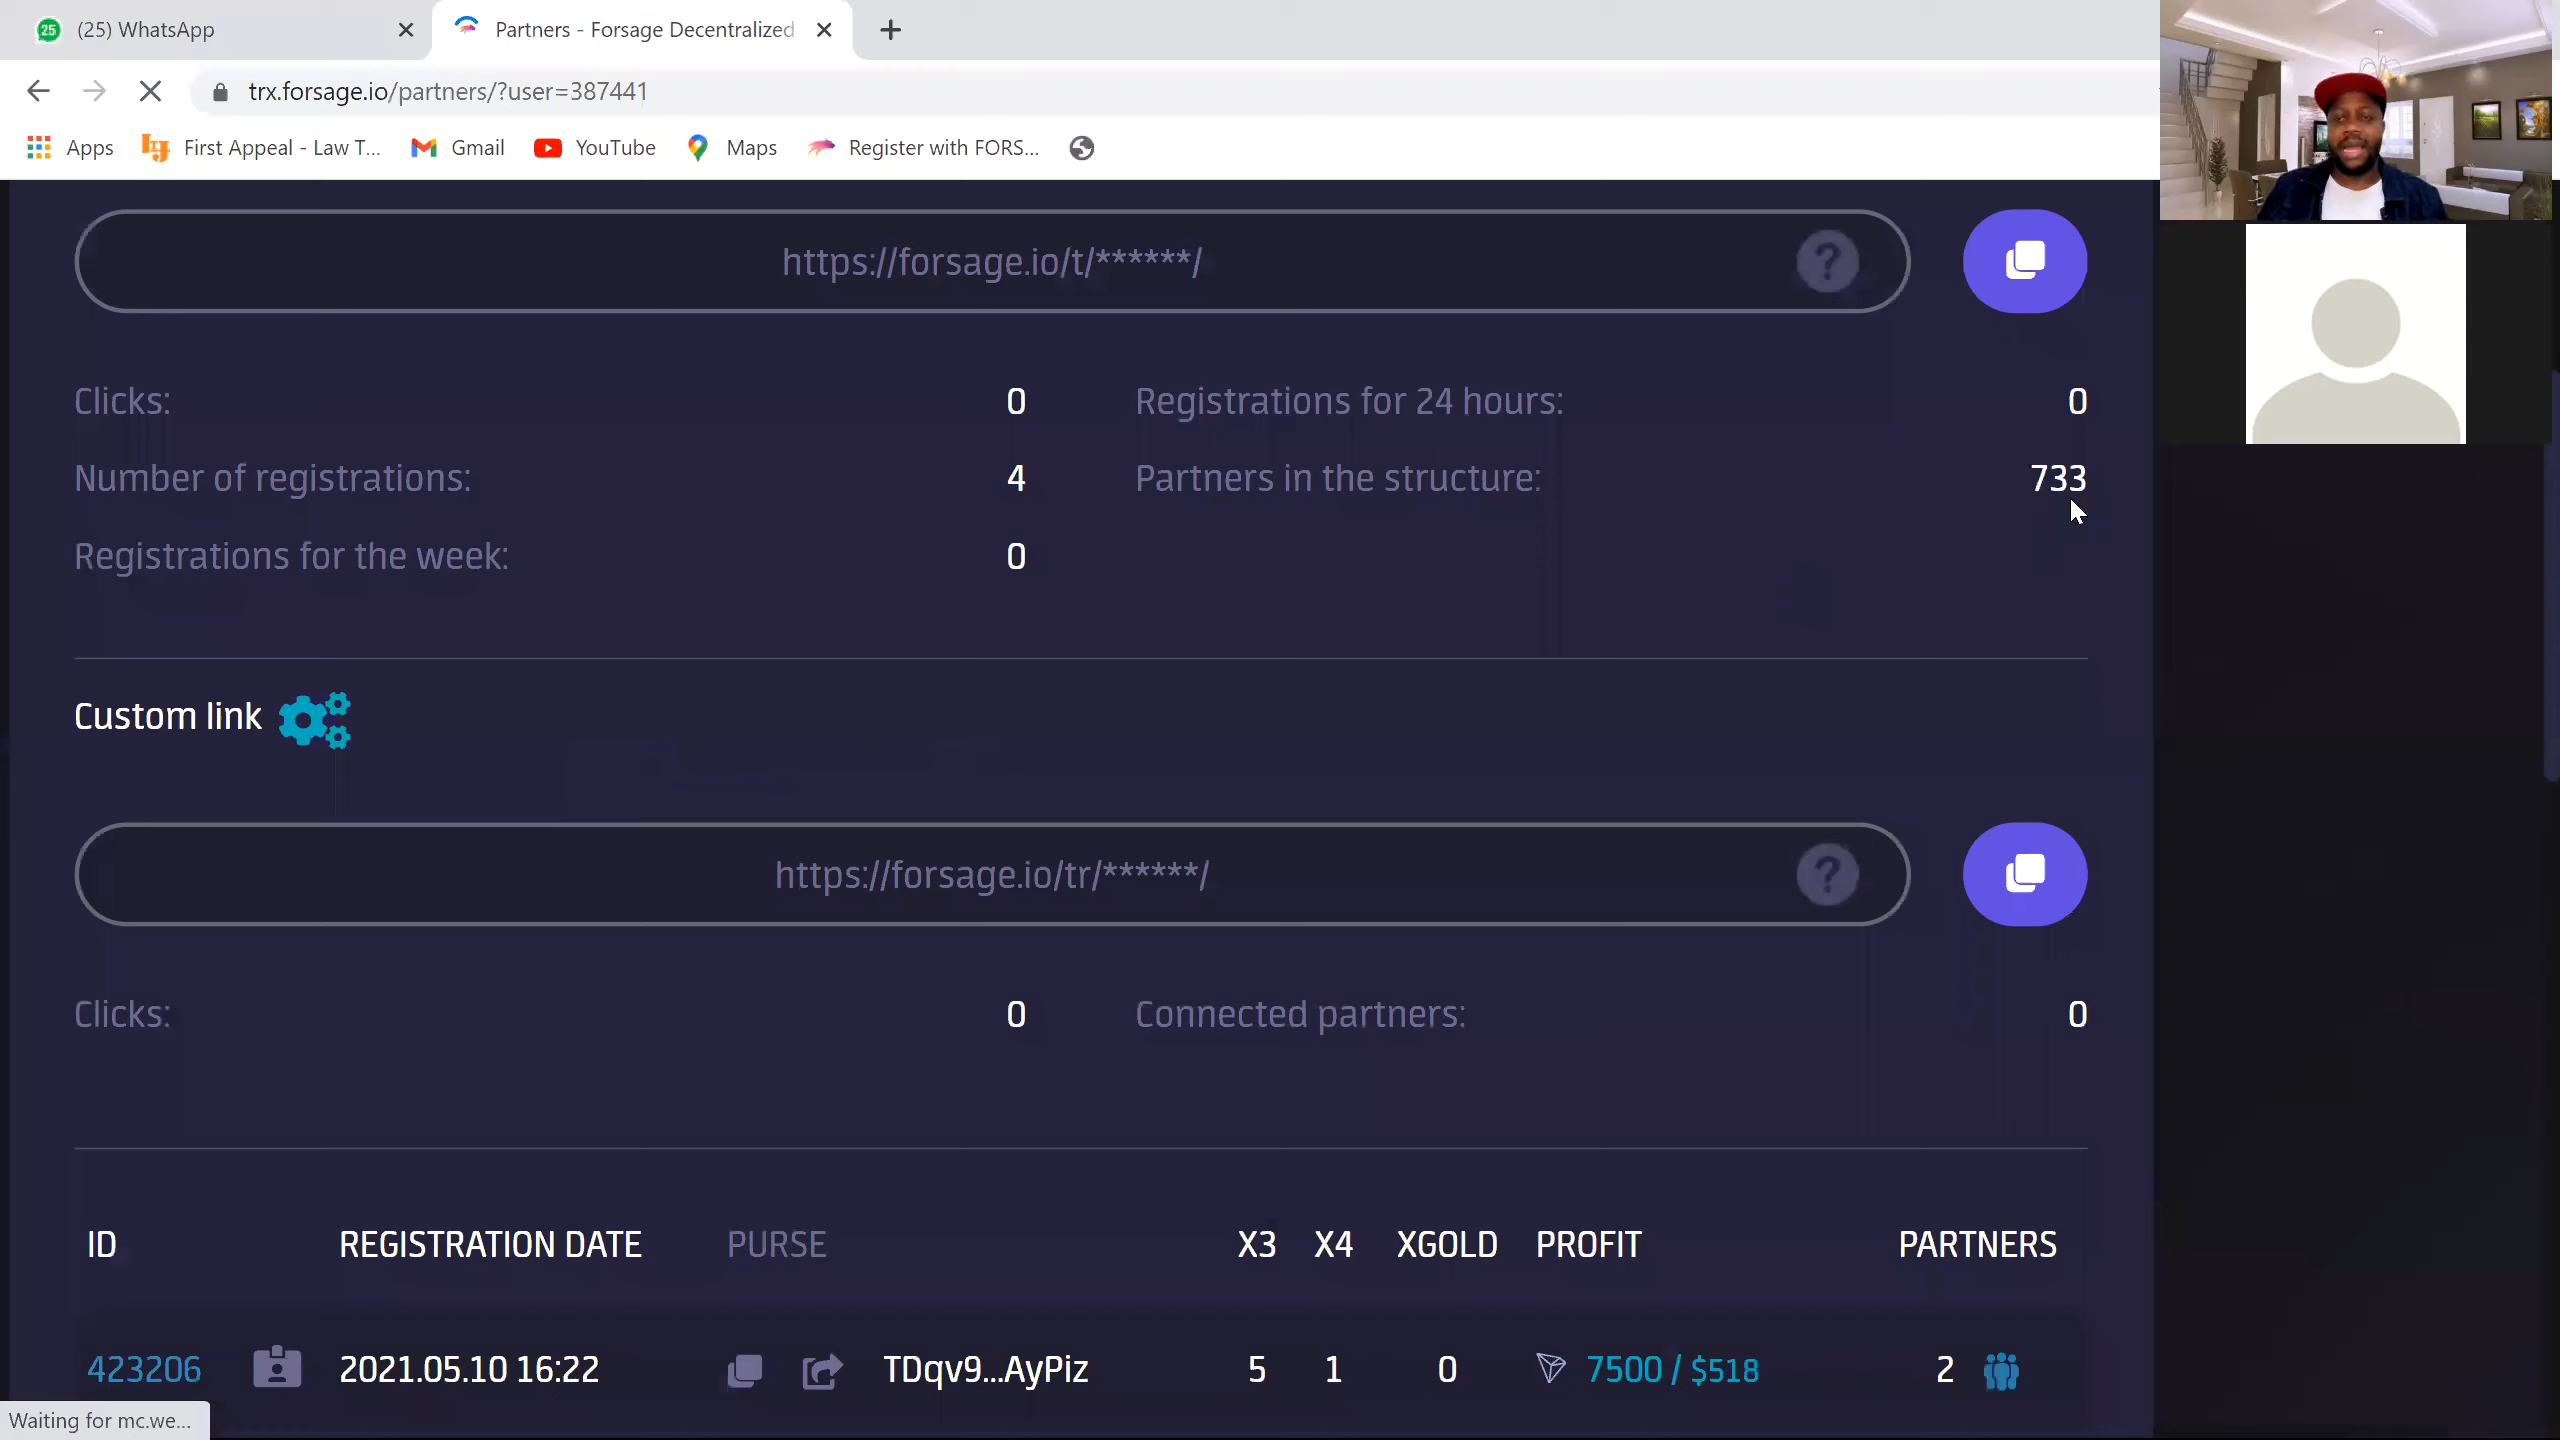 25 (25) WhatsApp
Partners - Forsage Decentralized
trx.forsage.io/partners/?user=387441
Apps First Appeal - Law T... Gmail YouTube Maps Register with FORS...
https://forsage.io/t/******/ ?
Clicks: 0 Registrations for 24 hours: 0
Number of registrations: 4 Partners in the structure: 733
Registrations for the week: 0
Custom link
https://forsage.io/tr/******/ ?
Clicks: 0 Connected partners: 0
ID REGISTRATION DATE PURSE X3 X4 XGOLD PROFIT PARTNERS
423206 2021.05.10 16:22 TDqv9...AyPiz 5 1 0 7500 / $518 2
Waiting for mc.we...